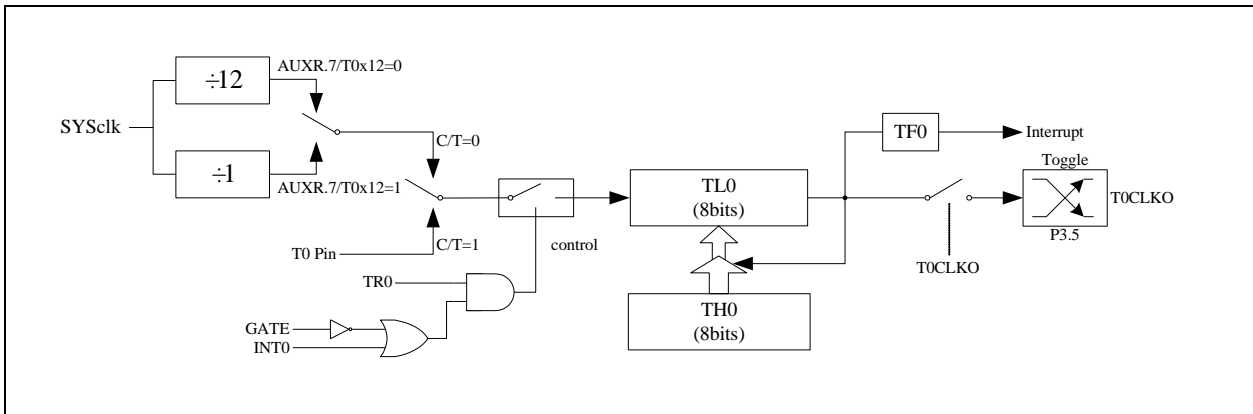 AUXR.7/T0x12=0
÷12
SYSclk
÷1
AUXR.7/T0x12=1
C/T=0
T0 Pin
C/T=1
control
TR0
GATE
INT0
TL0
(8bits)
TH0
(8bits)
TF0
Interrupt
Toggle
T0CLKO
P3.5
T0CLKO